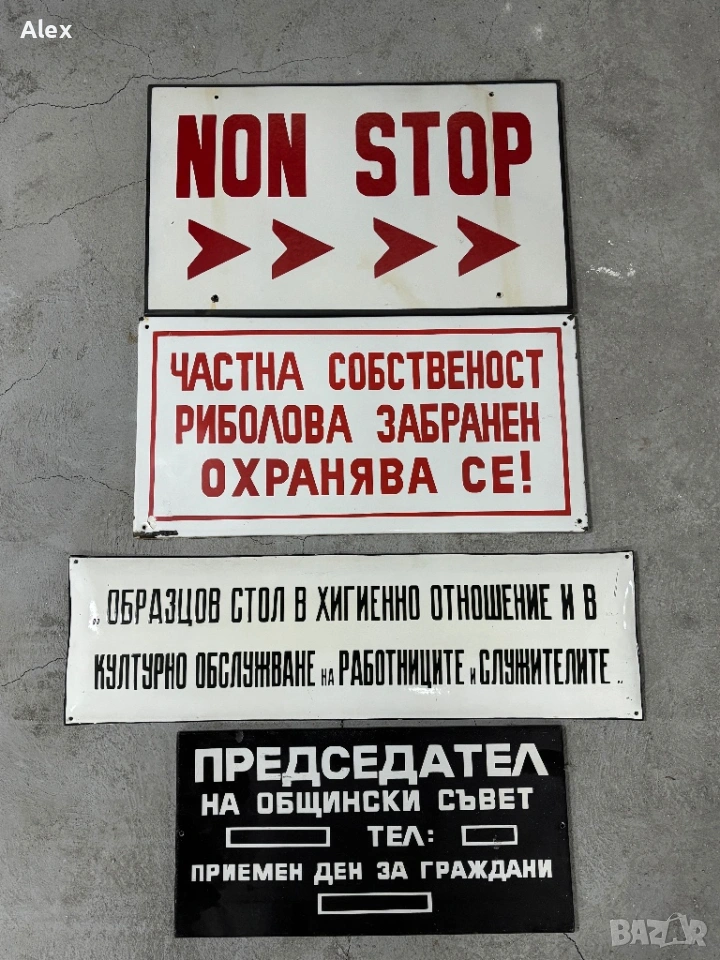 Alex
NON STOP
ЧАСТНА СОБСТВЕНОСТ
РИБОЛОВА ЗАБРАНЕН
ОХРАНЯВА СЕ!
„ОБРАЗЦОВ СТОЛ В ХИГИЕННО ОТНОШЕНИЕ И В
КУЛТУРНО ОБСЛУЖВАНЕ НА РАБОТНИЦИТЕ И СЛУЖИТЕЛИТЕ„
ПРЕДСЕДАТЕЛ
НА ОБЩИНСКИ СЪВЕТ
ТЕЛ:
ПРИЕМЕН ДЕН ЗА ГРАЖДАНИ
BAZAR